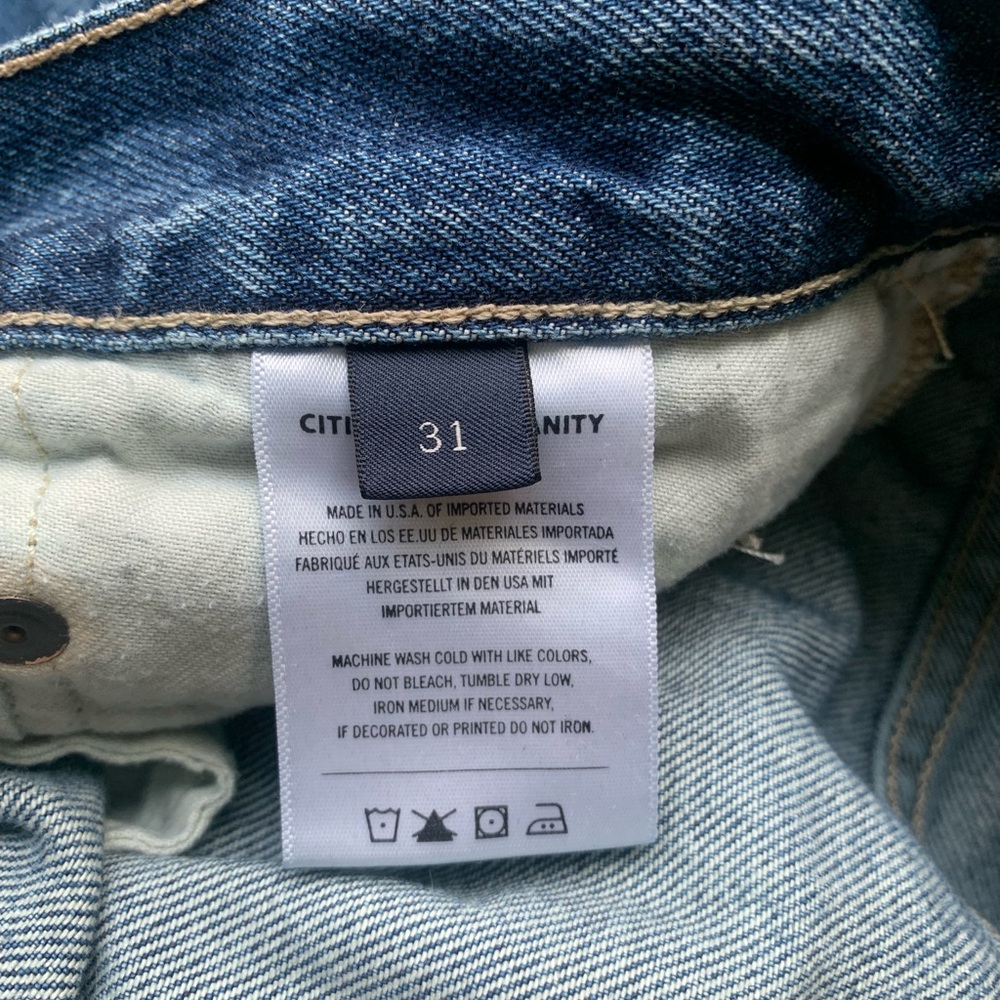 CITI ANITY
31
MADE IN U.S.A. OF IMPORTED MATERIALS
HECHO EN LOS EE.UU DE MATERIALES IMPORTADA
FABRIQUÉ AUX ETATS-UNIS DU MATÉRIELS IMPORTÉ
HERGESTELLT IN DEN USA MIT
IMPORTIERTEM MATERIAL
MACHINE WASH COLD WITH LIKE COLORS,
DO NOT BLEACH, TUMBLE DRY LOW,
IRON MEDIUM IF NECESSARY,
IF DECORATED OR PRINTED DO NOT IRON.